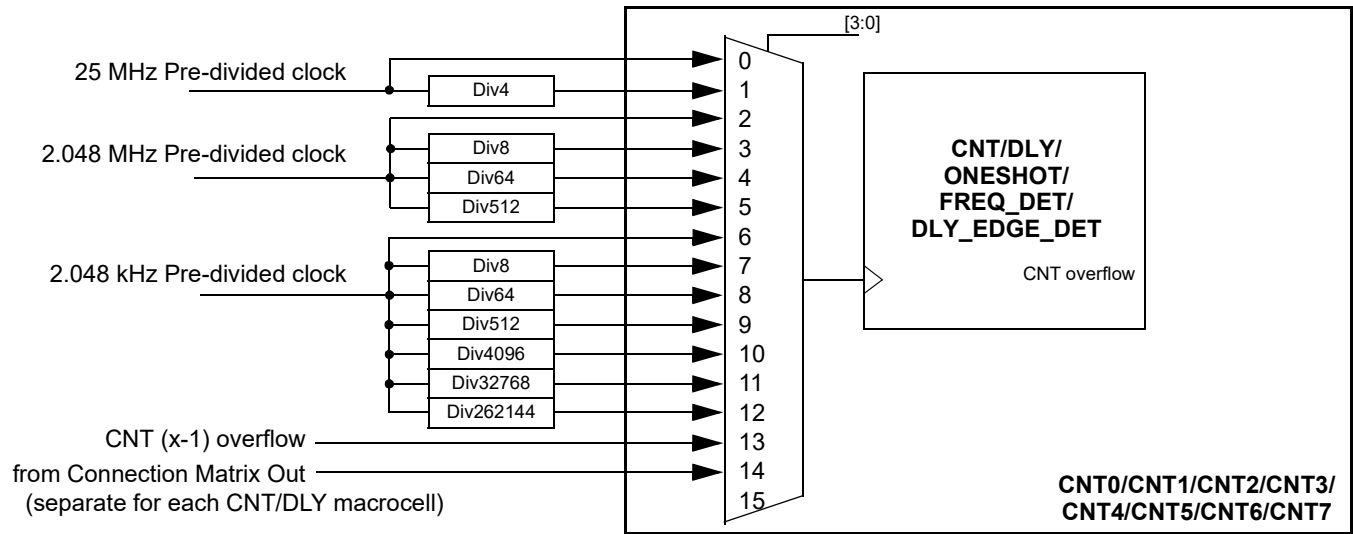 [3:0]
25 MHz Pre-divided clock
Div4
0
1
2
2.048 MHz Pre-divided clock
Div8
Div64
Div512
3
4
5
6
2.048 kHz Pre-divided clock
Div8
Div64
Div512
Div4096
Div32768
Div262144
7
8
9
10
11
12
CNT (x-1) overflow
13
from Connection Matrix Out
(separate for each CNT/DLY macrocell)
14
15
CNT/DLY/
ONESHOT/
FREQ_DET/
DLY_EDGE_DET
CNT overflow
CNT0/CNT1/CNT2/CNT3/
CNT4/CNT5/CNT6/CNT7